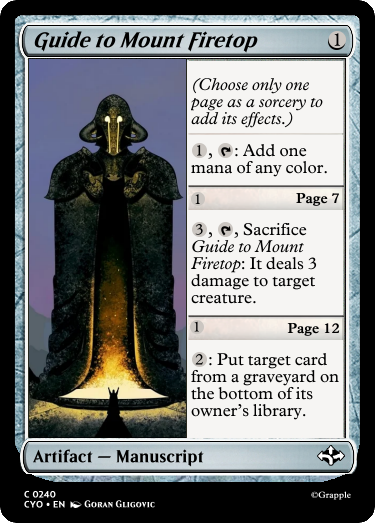 Guide to Mount Firetop 1
(Choose only one
page as a sorcery to
add its effects.)
1, : Add one
mana of any color.
1 Page 7
3, , Sacrifice
Guide to Mount
Firetop: It deals 3
damage to target
creature.
1 Page 12
2: Put target card
from a graveyard on
the bottom of its
owner's library.
Artifact — Manuscript
C 0240
CYO • EN Goran Gligovic
©Grapple